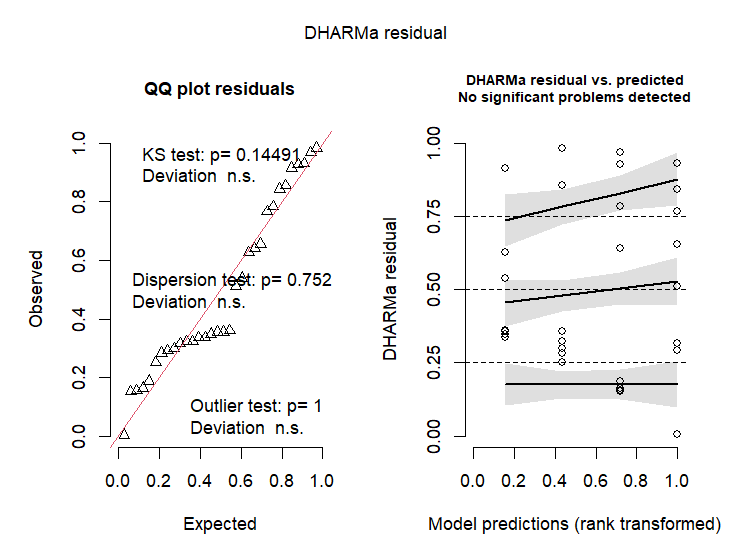 DHARMa residual
QQ plot residuals
KS test: p= 0.14491
Deviation n.s.
Dispersion test: p= 0.752
Deviation n.s.
Outlier test: p= 1
Deviation n.s.
Observed
0.0 0.2 0.4 0.6 0.8 1.0
0.0 0.2 0.4 0.6 0.8 1.0
Expected
DHARMa residual vs. predicted
No significant problems detected
DHARMa residual
0.00 0.25 0.50 0.75 1.00
0.0 0.2 0.4 0.6 0.8 1.0
Model predictions (rank transformed)